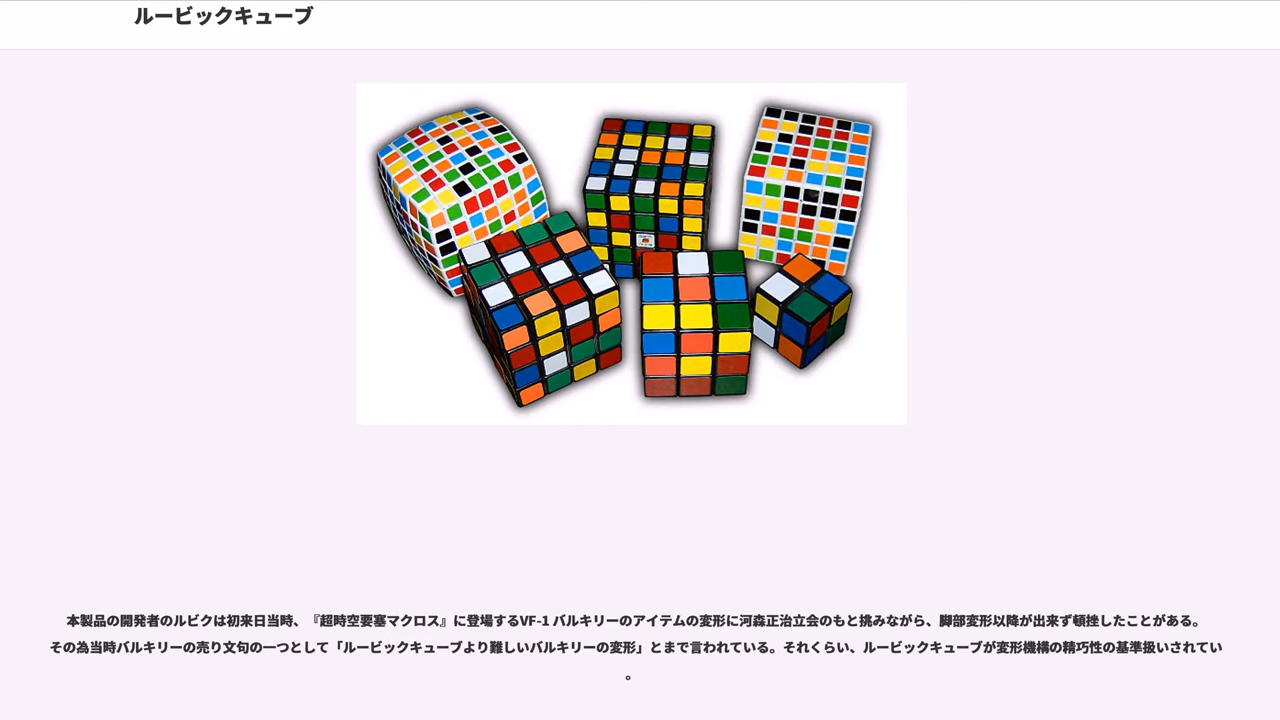 ルービックキューブ
本製品の開発者のルビクは初来日当時、『超時空要塞マクロス』に登場するVF-1 バルキリーのアイテムの変形に河森正治立会のもと挑みながら、脚部変形以降が出来ず頓挫したことがある。
その為当時バルキリーの売り文句の一つとして「ルービックキューブより難しいバルキリーの変形」とまで言われている。それくらい、ルービックキューブが変形機構の精巧性の基準扱いされてい
。